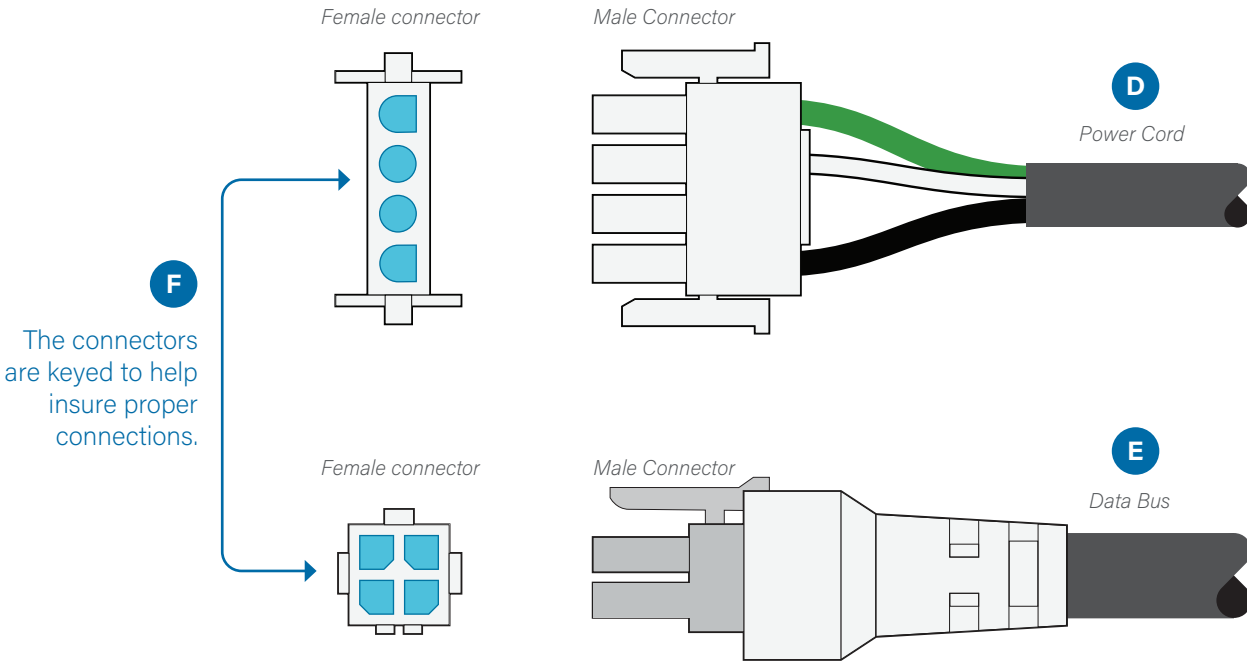 Female connector
Male Connector
D
Power Cord
F
The connectors
are keyed to help
insure proper
connections.
Female connector
Male Connector
E
Data Bus